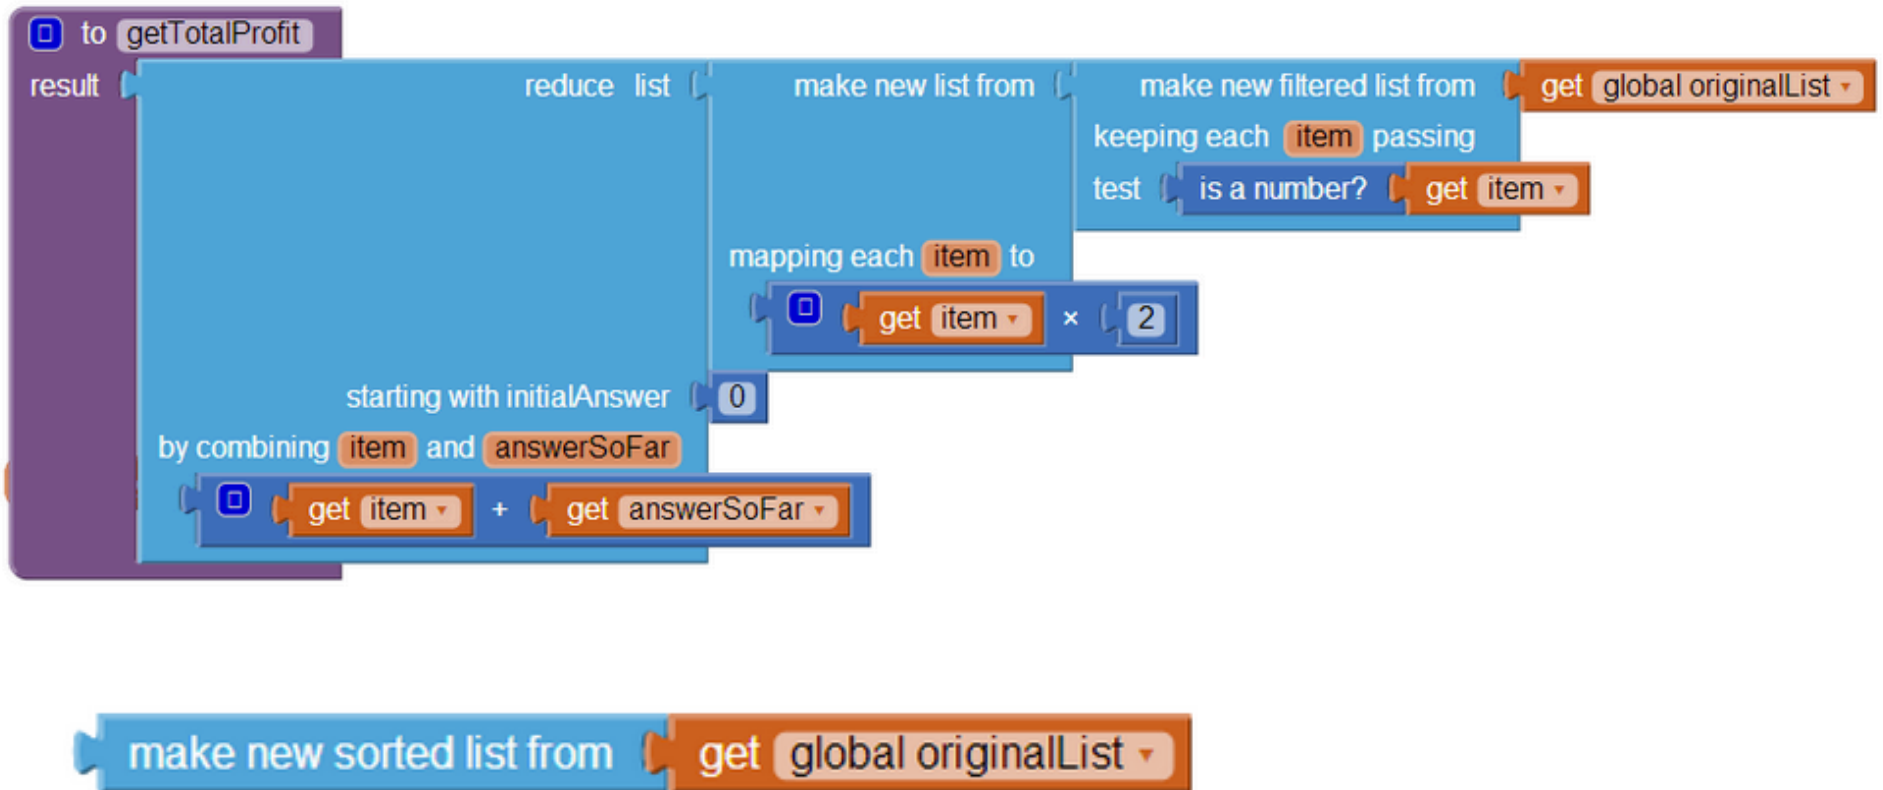 to getTotalProfit
result reduce list make new list from make new filtered list from get global originalList
keeping each item passing
test is a number? get item
mapping each item to
get item × 2
starting with initialAnswer 0
by combining item and answerSoFar
get item + get answerSoFar
make new sorted list from get global originalList